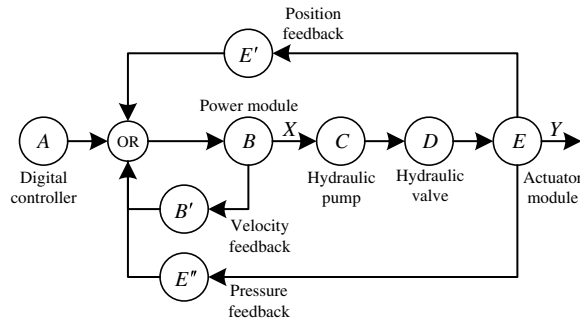 Position
feedback
E′
Power module
A
OR
B
X
C
D
E
Y
Digital
controller
Hydraulic
pump
Hydraulic
valve
Actuator
module
B′
Velocity
feedback
E″
Pressure
feedback